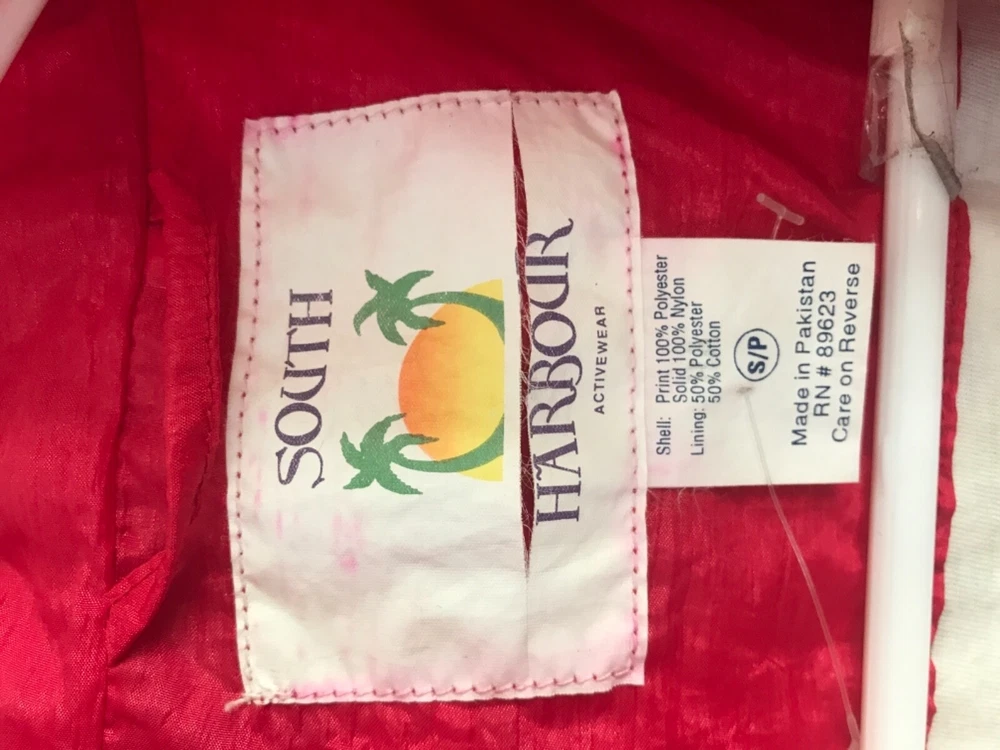 SOUTH
HARBOUR
ACTIVEWEAR
Shell: Print 100% Polyester
Solid 100% Nylon
Lining: 50% Polyester
50% Cotton
S/P
Made in Pakistan
RN # 89623
Care on Reverse